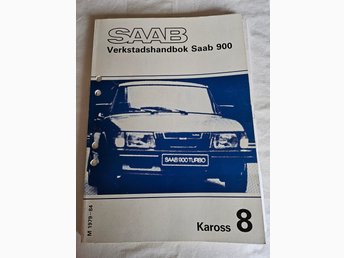 SAAB
Verkstadshandbok Saab 900
SAAB 900 TURBO
M 1979-84
Kaross 8